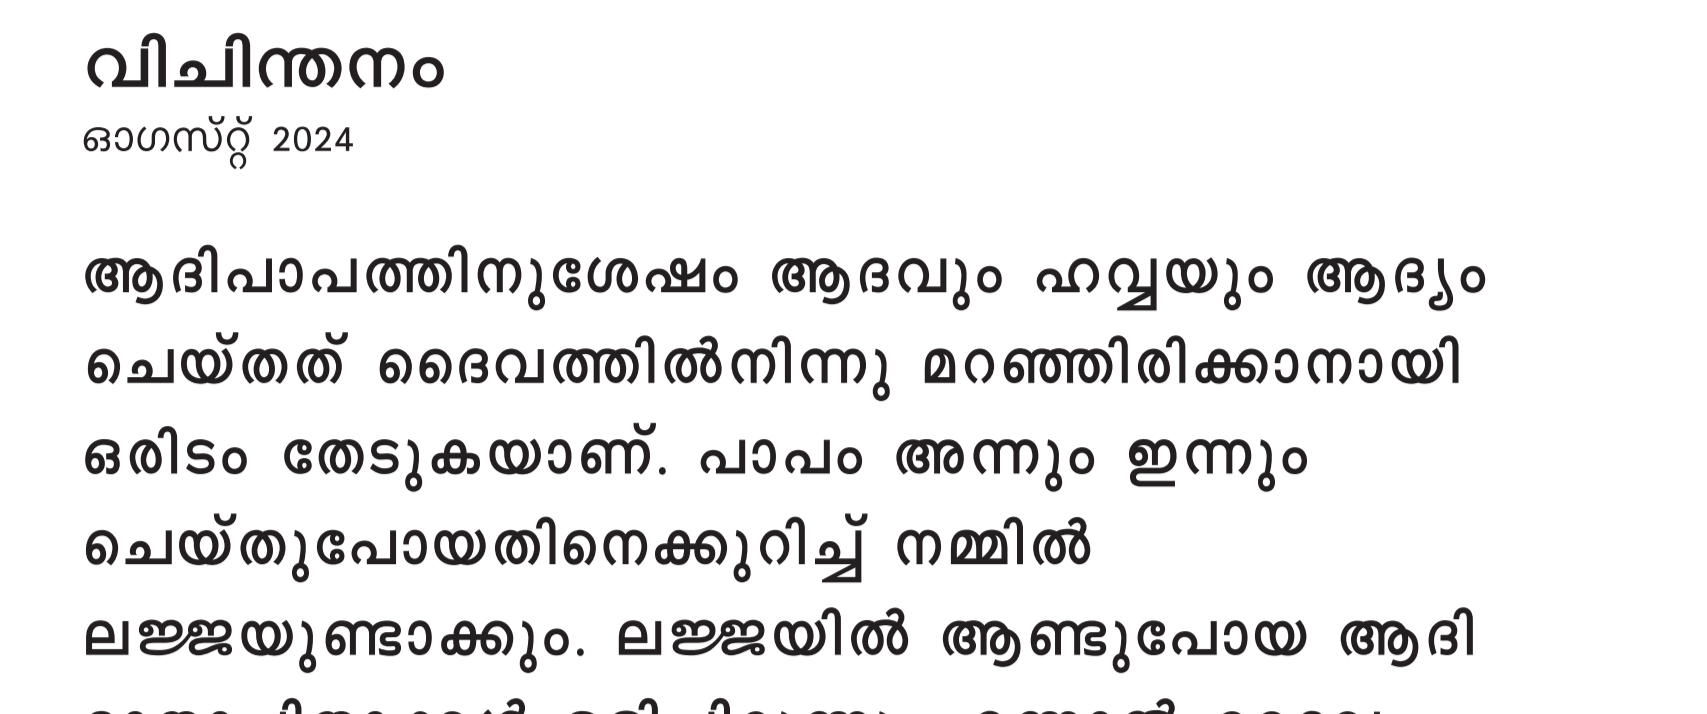 വിചിന്തനം
ഓഗസ്റ്റ് 2024
ആദിപാപത്തിനുശേഷം ആദവും ഹവ്വയും ആദ്യം
ചെയ്തത് ദൈവത്തിൽനിന്നു മറഞ്ഞിരിക്കാനായി
ഒരിടം തേടുകയാണ്. പാപം അന്നും ഇന്നും
ചെയ്തുപോയതിനെക്കുറിച്ച് നമ്മിൽ
ലജ്ജയുണ്ടാക്കും. ലജ്ജയിൽ ആണ്ടുപോയ ആദി